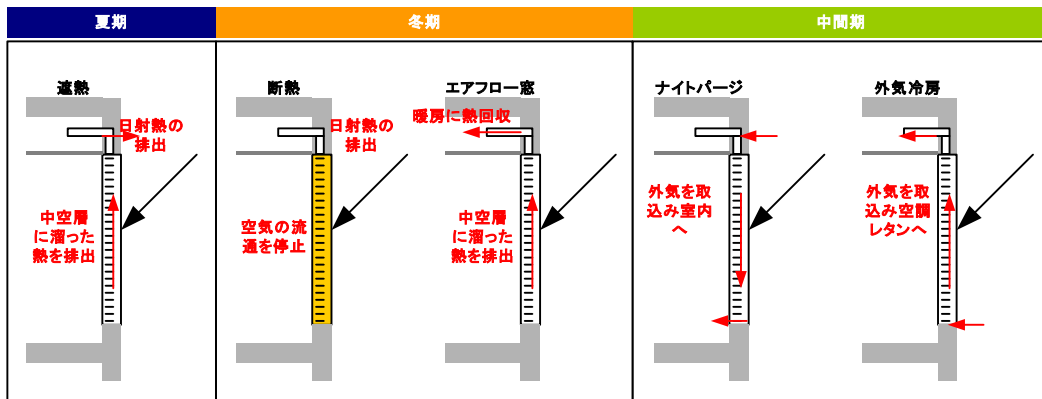 夏期
冬期
中間期
遮熱
日射熱の
排出
中空層
に溜った
熱を排出
断熱
日射熱の
排出
空気の流
通を停止
エアフロー窓
暖房に熱回収
中空層
に溜った
熱を排出
ナイトパージ
外気を取
込み室内
へ
外気冷房
外気を取
込み空調
レタンへ